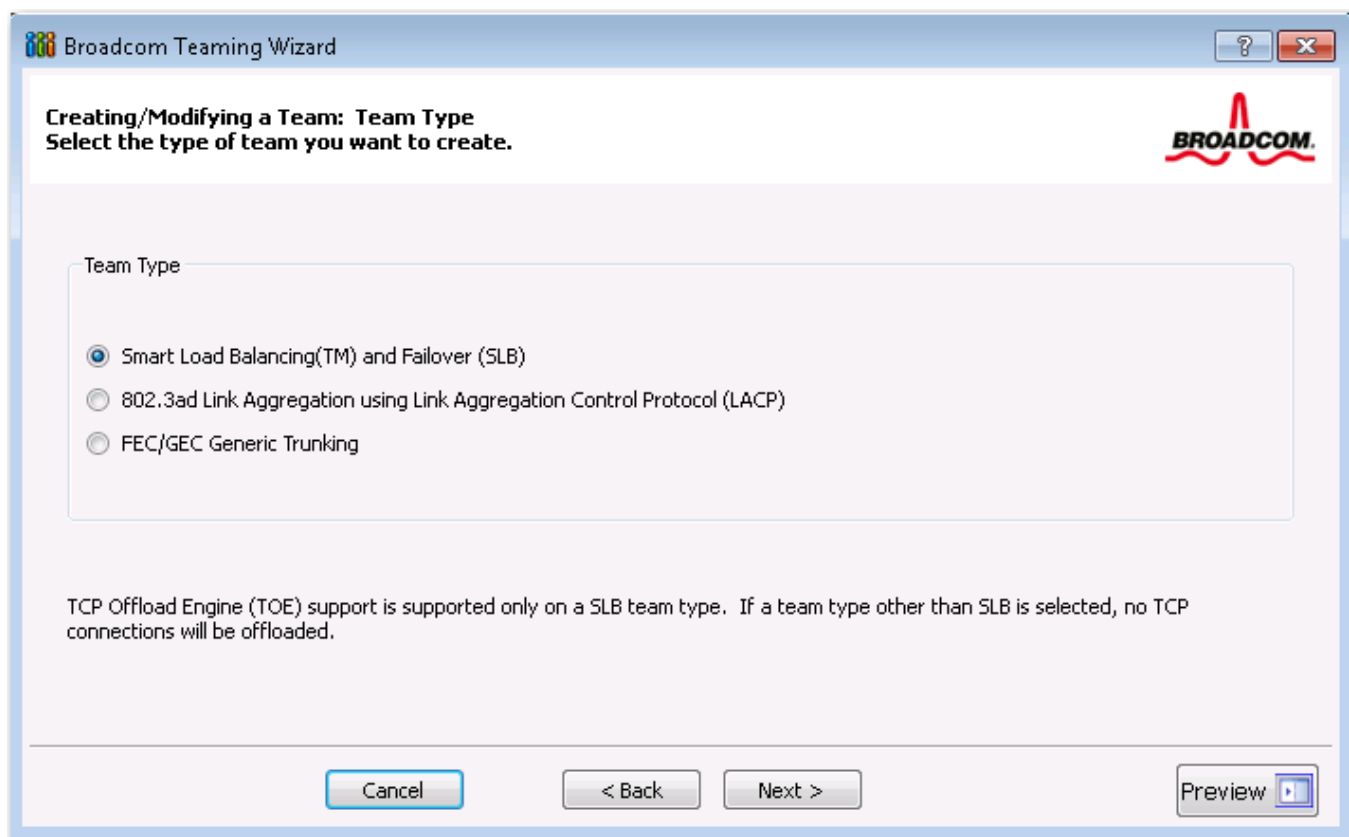 Broadcom Teaming Wizard
?
Creating/Modifying a Team: Team Type
Select the type of team you want to create.
BROADCOM.
Team Type
Smart Load Balancing(TM) and Failover (SLB)
802.3ad Link Aggregation using Link Aggregation Control Protocol (LACP)
FEC/GEC Generic Trunking
TCP Offload Engine (TOE) support is supported only on a SLB team type. If a team type other than SLB is selected, no TCP
connections will be offloaded.
Cancel
< Back
Next >
Preview